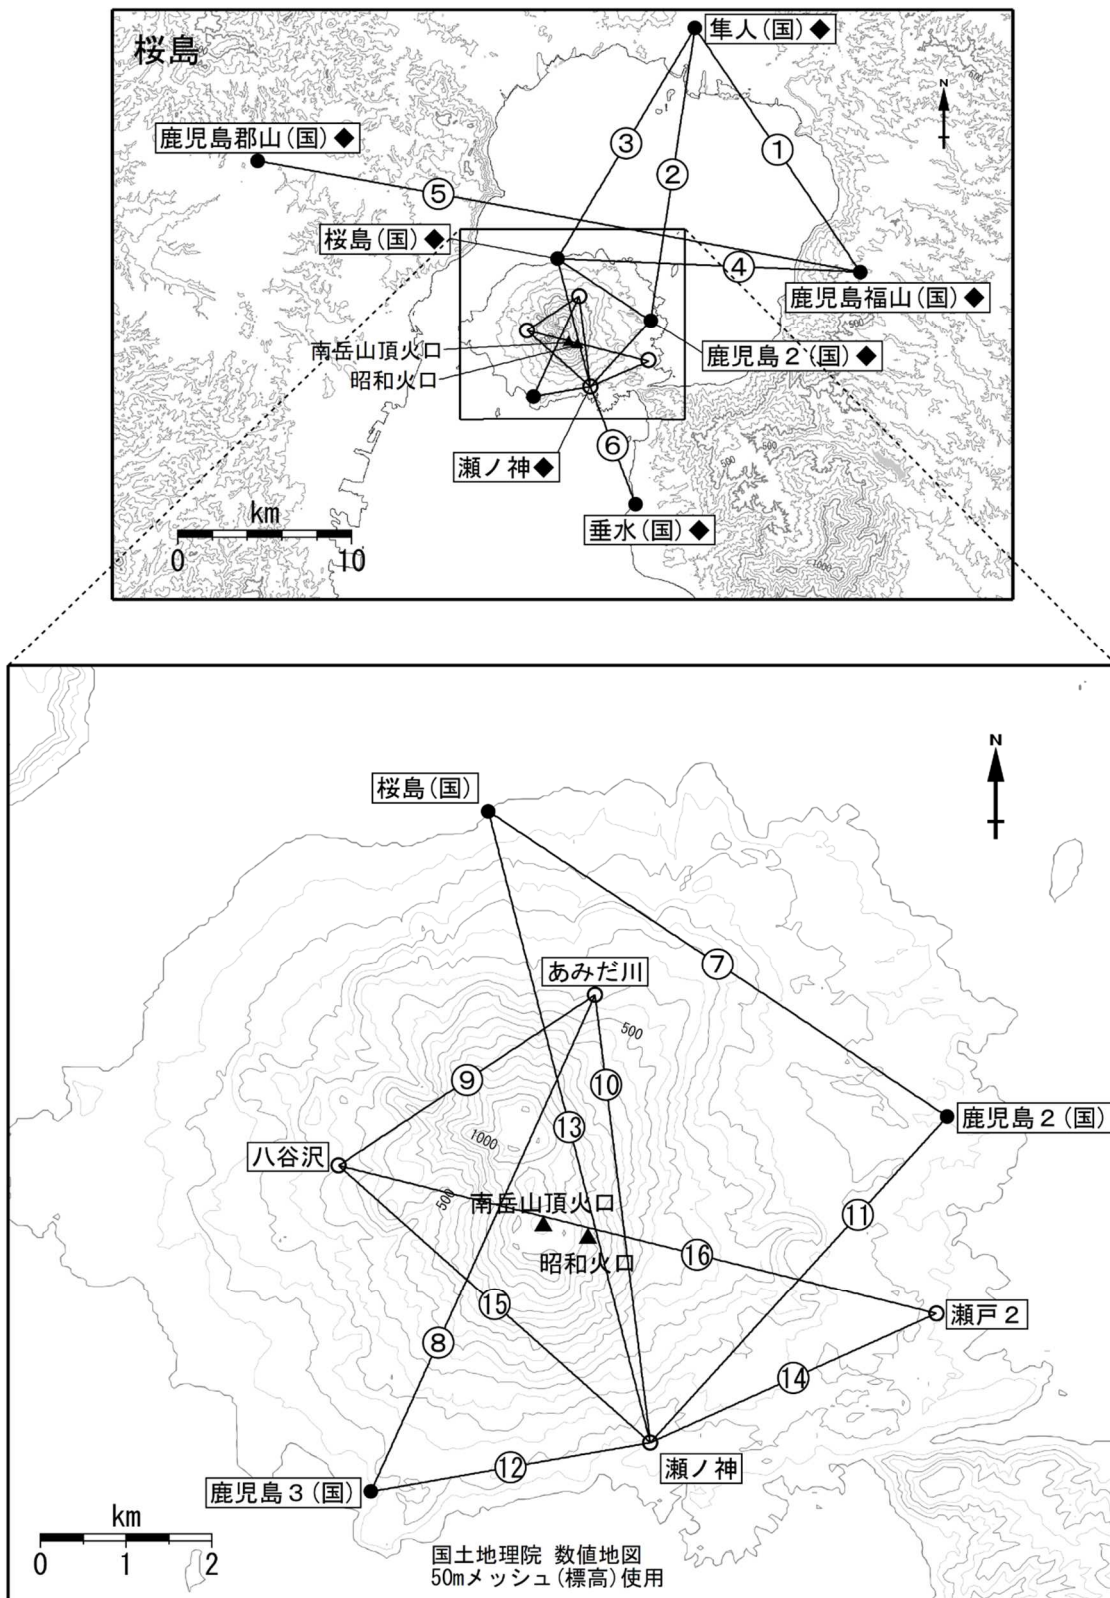 桜島
隼人(国)◆
N
500
鹿児島郡山(国)◆
③
①
②
⑤
桜島(国)◆
④
鹿児島福山(国)◆
500
南岳山頂火口
鹿児島2(国)◆
昭和火口
⑥
500
500
瀬ノ神◆
km
0 10
垂水(国)◆
1000
N
桜島(国)
⑦
あみだ川
500
⑨
⑩
鹿児島2(国)
1000
⑬
八谷沢
500
南岳山頂火口
⑪
昭和火口
⑯
⑮
瀬戸2
⑧
⑭
瀬ノ神
⑫
鹿児島3(国)
km
0 1 2
国土地理院 数値地図
50mメッシュ(標高)使用